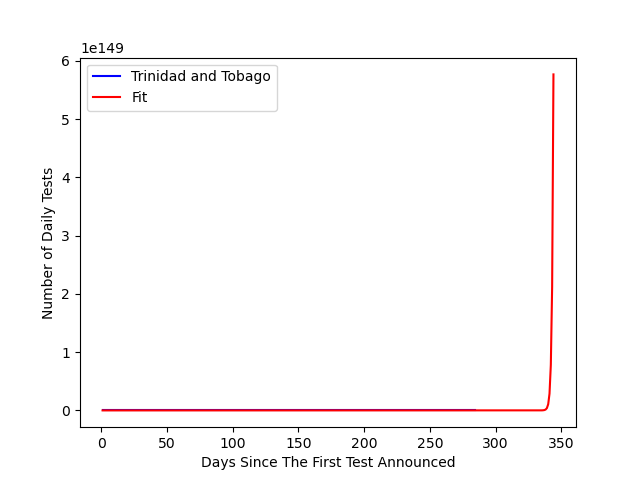 1e149
6
5
4
3
2
1
0
Number of Daily Tests
Trinidad and Tobago
Fit
0 50 100 150 200 250 300 350
Days Since The First Test Announced